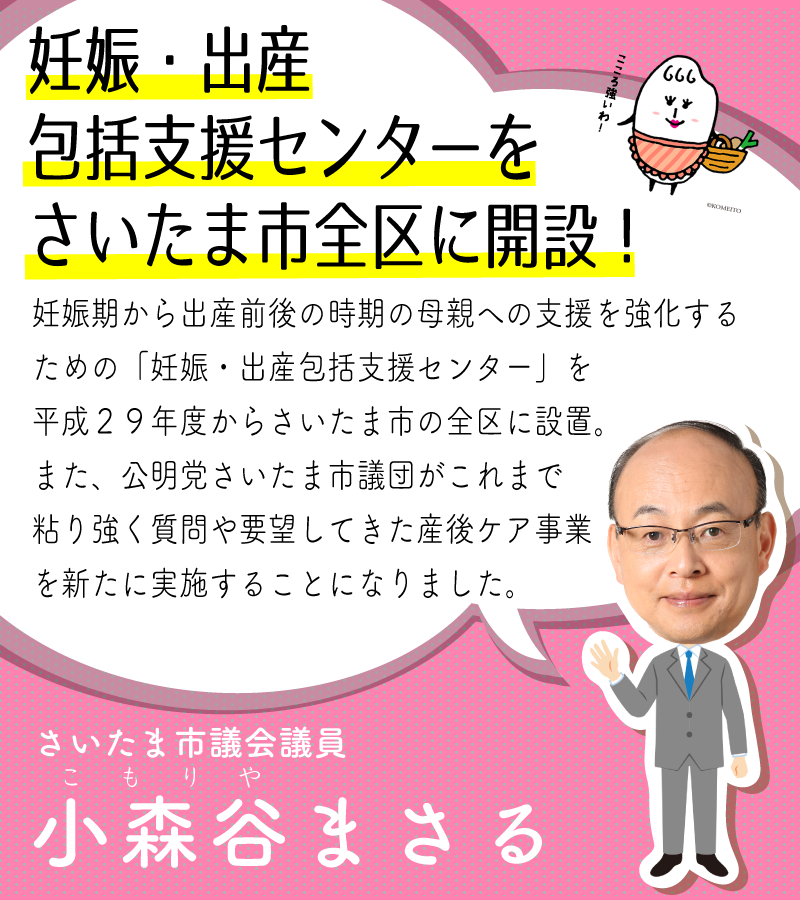 妊娠・出産
包括支援センターを
さいたま市全区に開設！
こころ強いわ！
©KOMEITO
妊娠期から出産前後の時期の母親への支援を強化する
ための「妊娠・出産包括支援センター」を
平成２９年度からさいたま市の全区に設置。
また、公明党さいたま市議団がこれまで
粘り強く質問や要望してきた産後ケア事業
を新たに実施することになりました。
さいたま市議会議員
こもりや
小森谷まさる